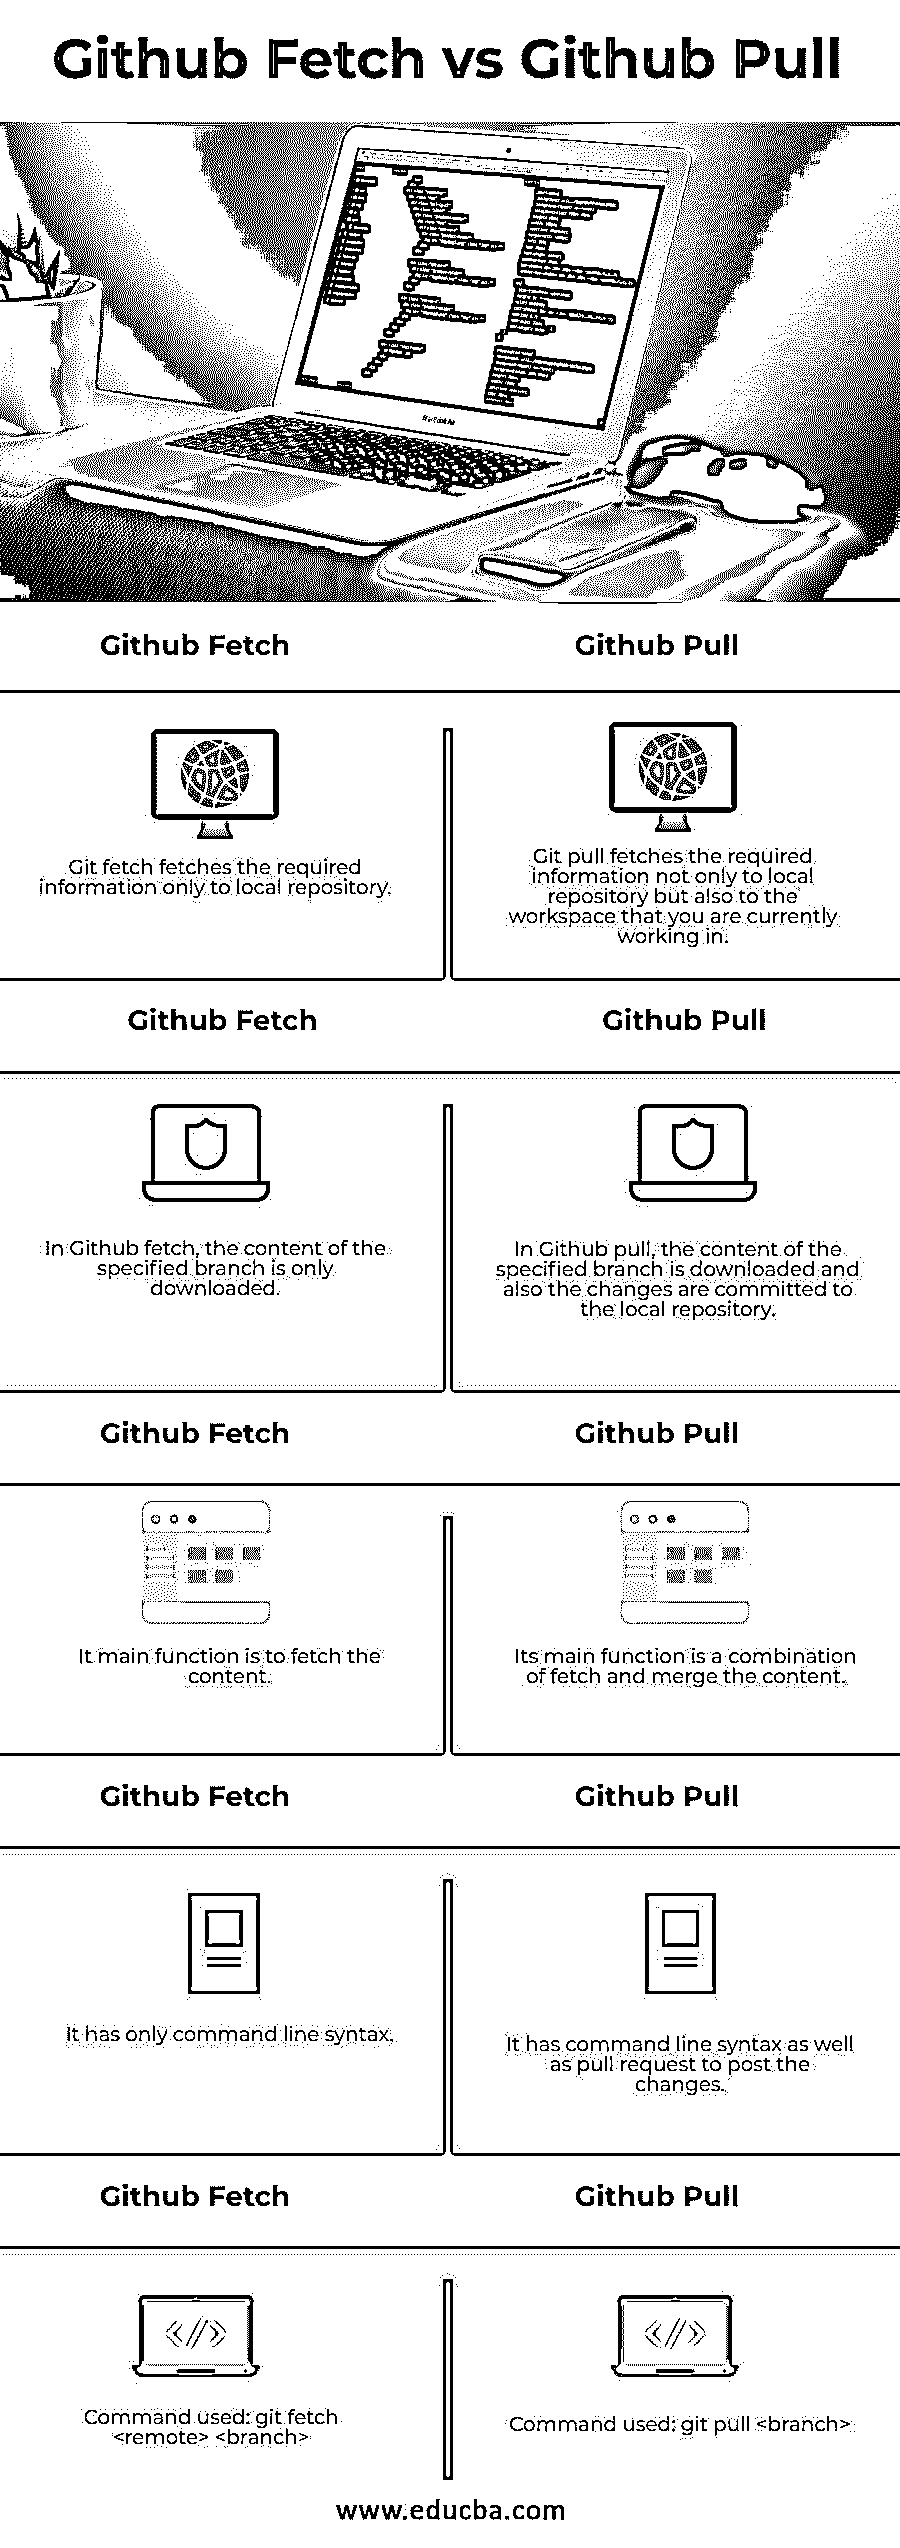 Github Fetch vs Github Pull
Github Fetch
Github Pull
Git fetch fetches the required
information only to local repository.
Git pull fetches the required
information not only to local
repository but also to the
workspace that you are currently
working in.
Github Fetch
Github Pull
In Github fetch, the content of the
specified branch is only
downloaded.
In Github pull, the content of the
specified branch is downloaded and
also the changes are committed to
the local repository.
Github Fetch
Github Pull
It main function is to fetch the
content.
Its main function is a combination
of fetch and merge the content.
Github Fetch
Github Pull
It has only command line syntax.
It has command line syntax as well
as pull request to post the
changes.
Github Fetch
Github Pull
Command used: git fetch
<remote> <branch>
Command used: git pull <branch>
www.educba.com